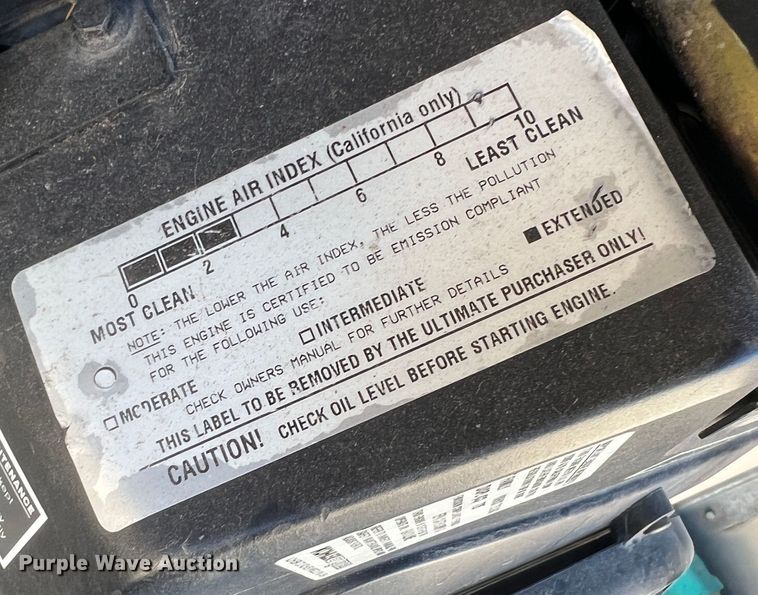 ENGINE AIR INDEX (California only)
0 2 4 6 8 10
MOST CLEAN LEAST CLEAN
NOTE: THE LOWER THE AIR INDEX, THE LESS THE POLLUTION
THIS ENGINE IS CERTIFIED TO BE EMISSION COMPLIANT
FOR THE FOLLOWING USE:
MODERATE INTERMEDIATE EXTENDED
CHECK OWNERS MANUAL FOR FURTHER DETAILS
THIS LABEL TO BE REMOVED BY THE ULTIMATE PURCHASER ONLY!
CAUTION! CHECK OIL LEVEL BEFORE STARTING ENGINE.
Purple Wave Auction